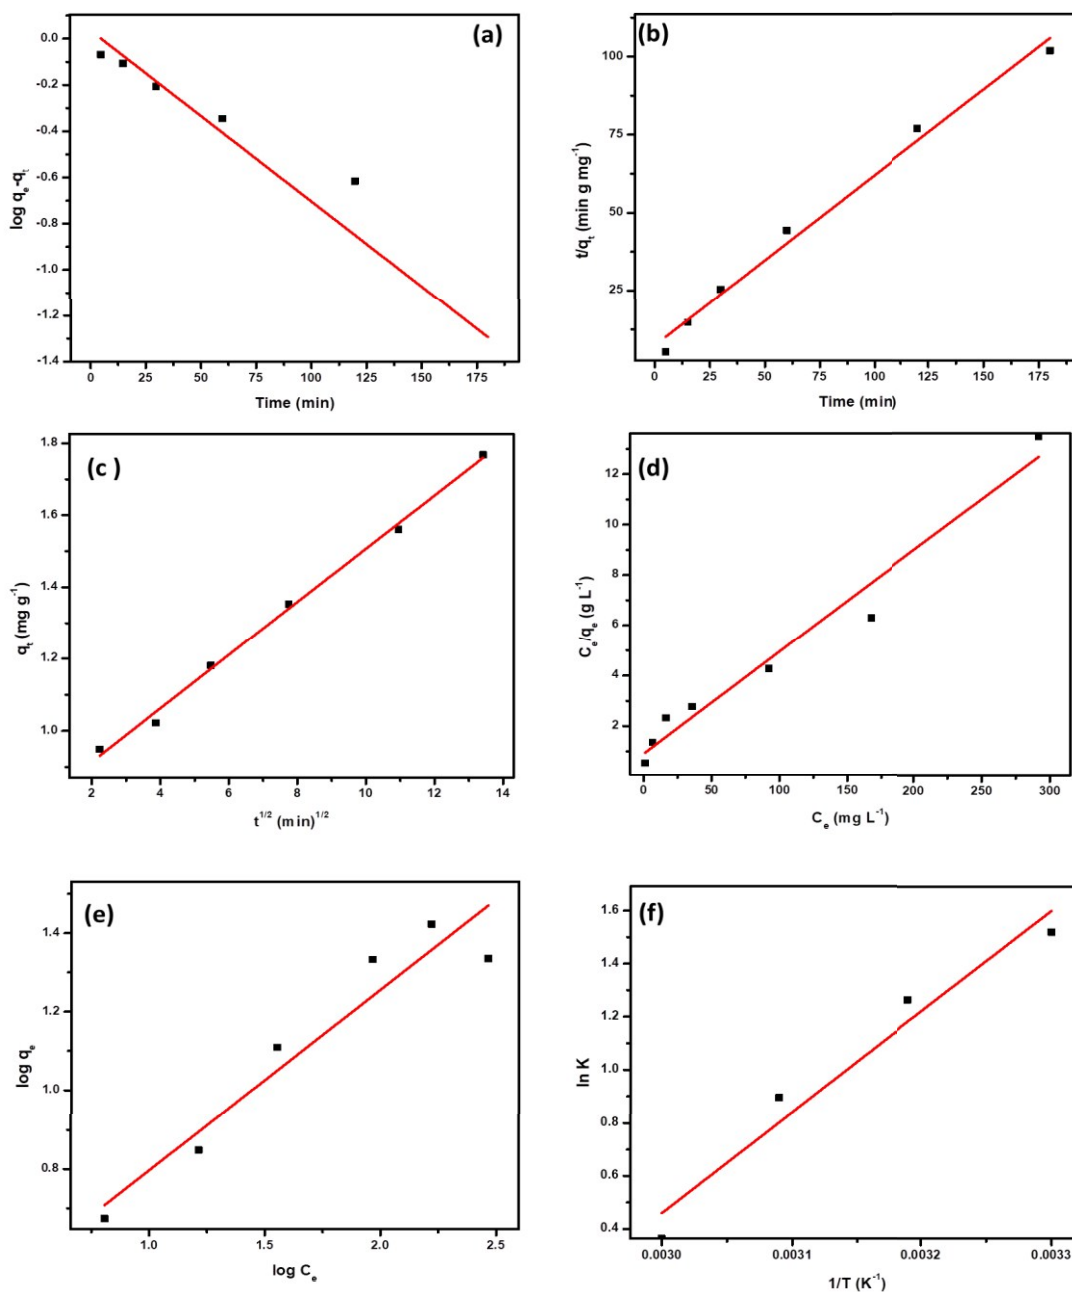 (a)
0.0
-0.2
-0.4
-0.6
-0.8
-1.0
-1.2
-1.4
log qe-qt
0 25 50 75 100 125 150 175
Time (min)
(b)
100
75
50
25
t/qt (min g mg-1)
0 25 50 75 100 125 150 175
Time (min)
(c )
1.8
1.6
1.4
1.2
1.0
qt (mg g-1)
2 4 6 8 10 12 14
t1/2 (min)1/2
(d)
12
10
8
6
4
2
Ce/qe (g L-1)
0 50 100 150 200 250 300
Ce (mg L-1)
(e)
1.4
1.2
1.0
0.8
log qe
1.0 1.5 2.0 2.5
log Ce
(f)
1.6
1.4
1.2
1.0
0.8
0.6
0.4
ln K
0.0030 0.0031 0.0032 0.0033
1/T (K-1)